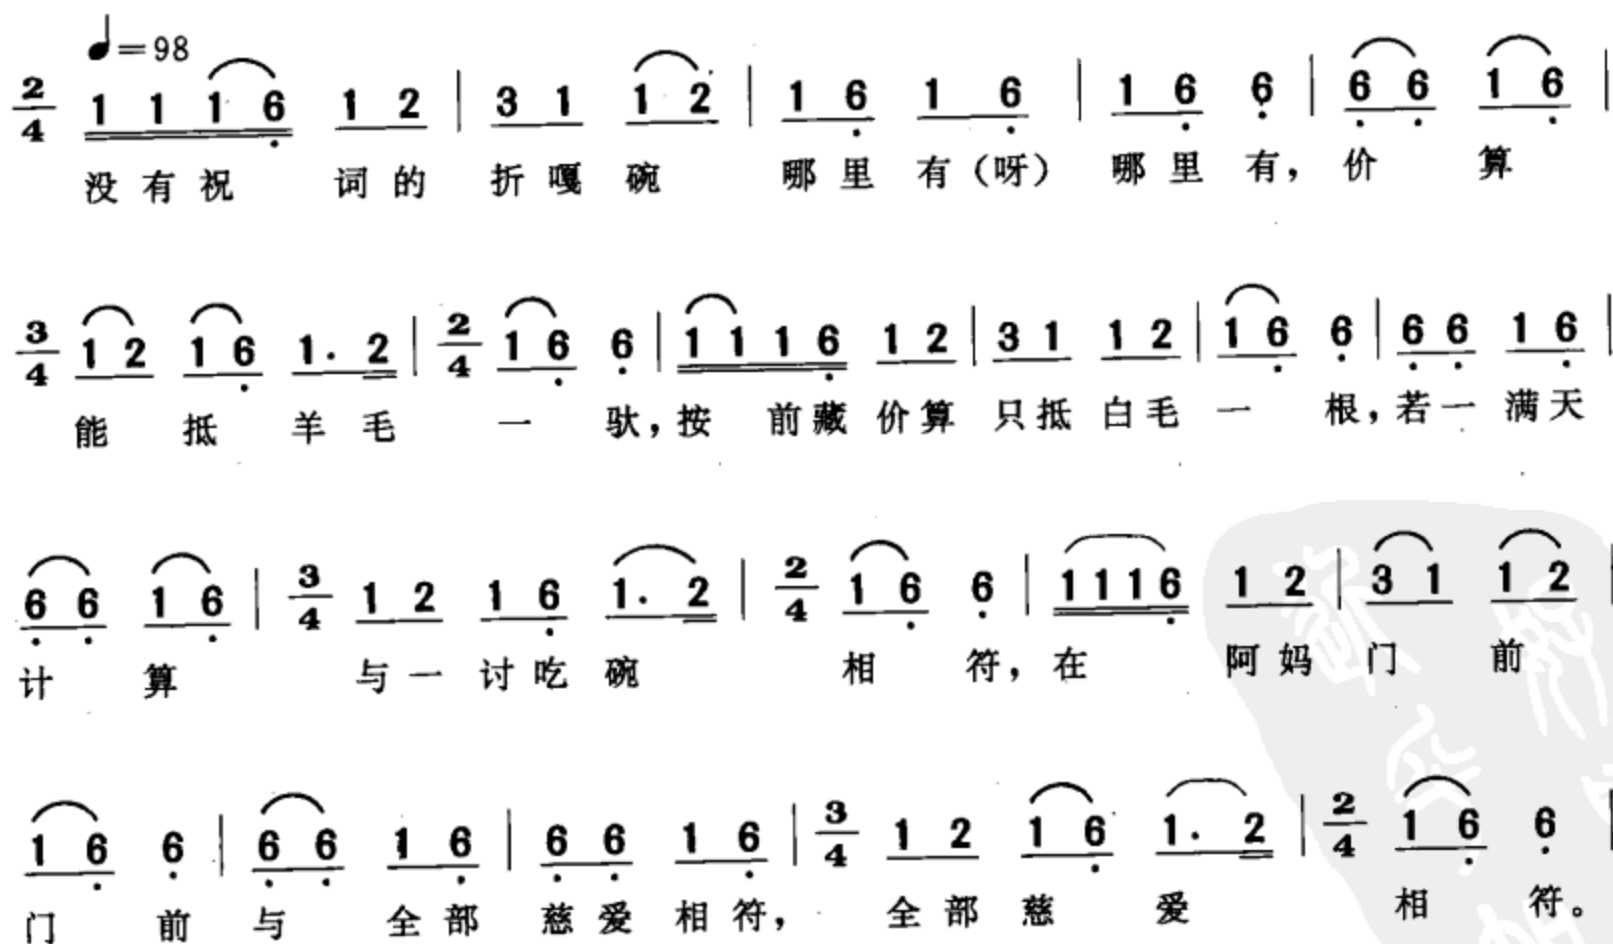 ♩=98
2/4 1 1 1 6̣ 1 2 | 3 1 1 2 | 1 6̣ 1 6̣ | 1 6̣ 6̣ | 6̣ 6̣ 1 6̣ |
没有祝 词的 折嘎碗 哪里有(呀) 哪里有,价 算
3/4 1 2 1 6̣ 1. 2 | 2/4 1 6̣ 6̣ | 1 1 1 6̣ 1 2 | 3 1 1 2 | 1 6̣ 6̣ | 6̣ 6̣ 1 6̣ |
能 抵 羊毛 一 驮,按 前藏 价算 只抵 白毛 一 根,若一 满天
6̣ 6̣ 1 6̣ | 3/4 1 2 1 6̣ 1. 2 | 2/4 1 6̣ 6̣ | 1 1 1 6̣ 1 2 | 3 1 1 2 |
计 算 与一 讨吃 碗 相 符,在 阿妈 门 前
1 6̣ 6̣ | 6̣ 6̣ 1 6̣ | 6̣ 6̣ 1 6̣ | 3/4 1 2 1 6̣ 1. 2 | 2/4 1 6̣ 6̣ |
门 前 与 全部 慈爱 相符, 全部 慈 爱 相 符。